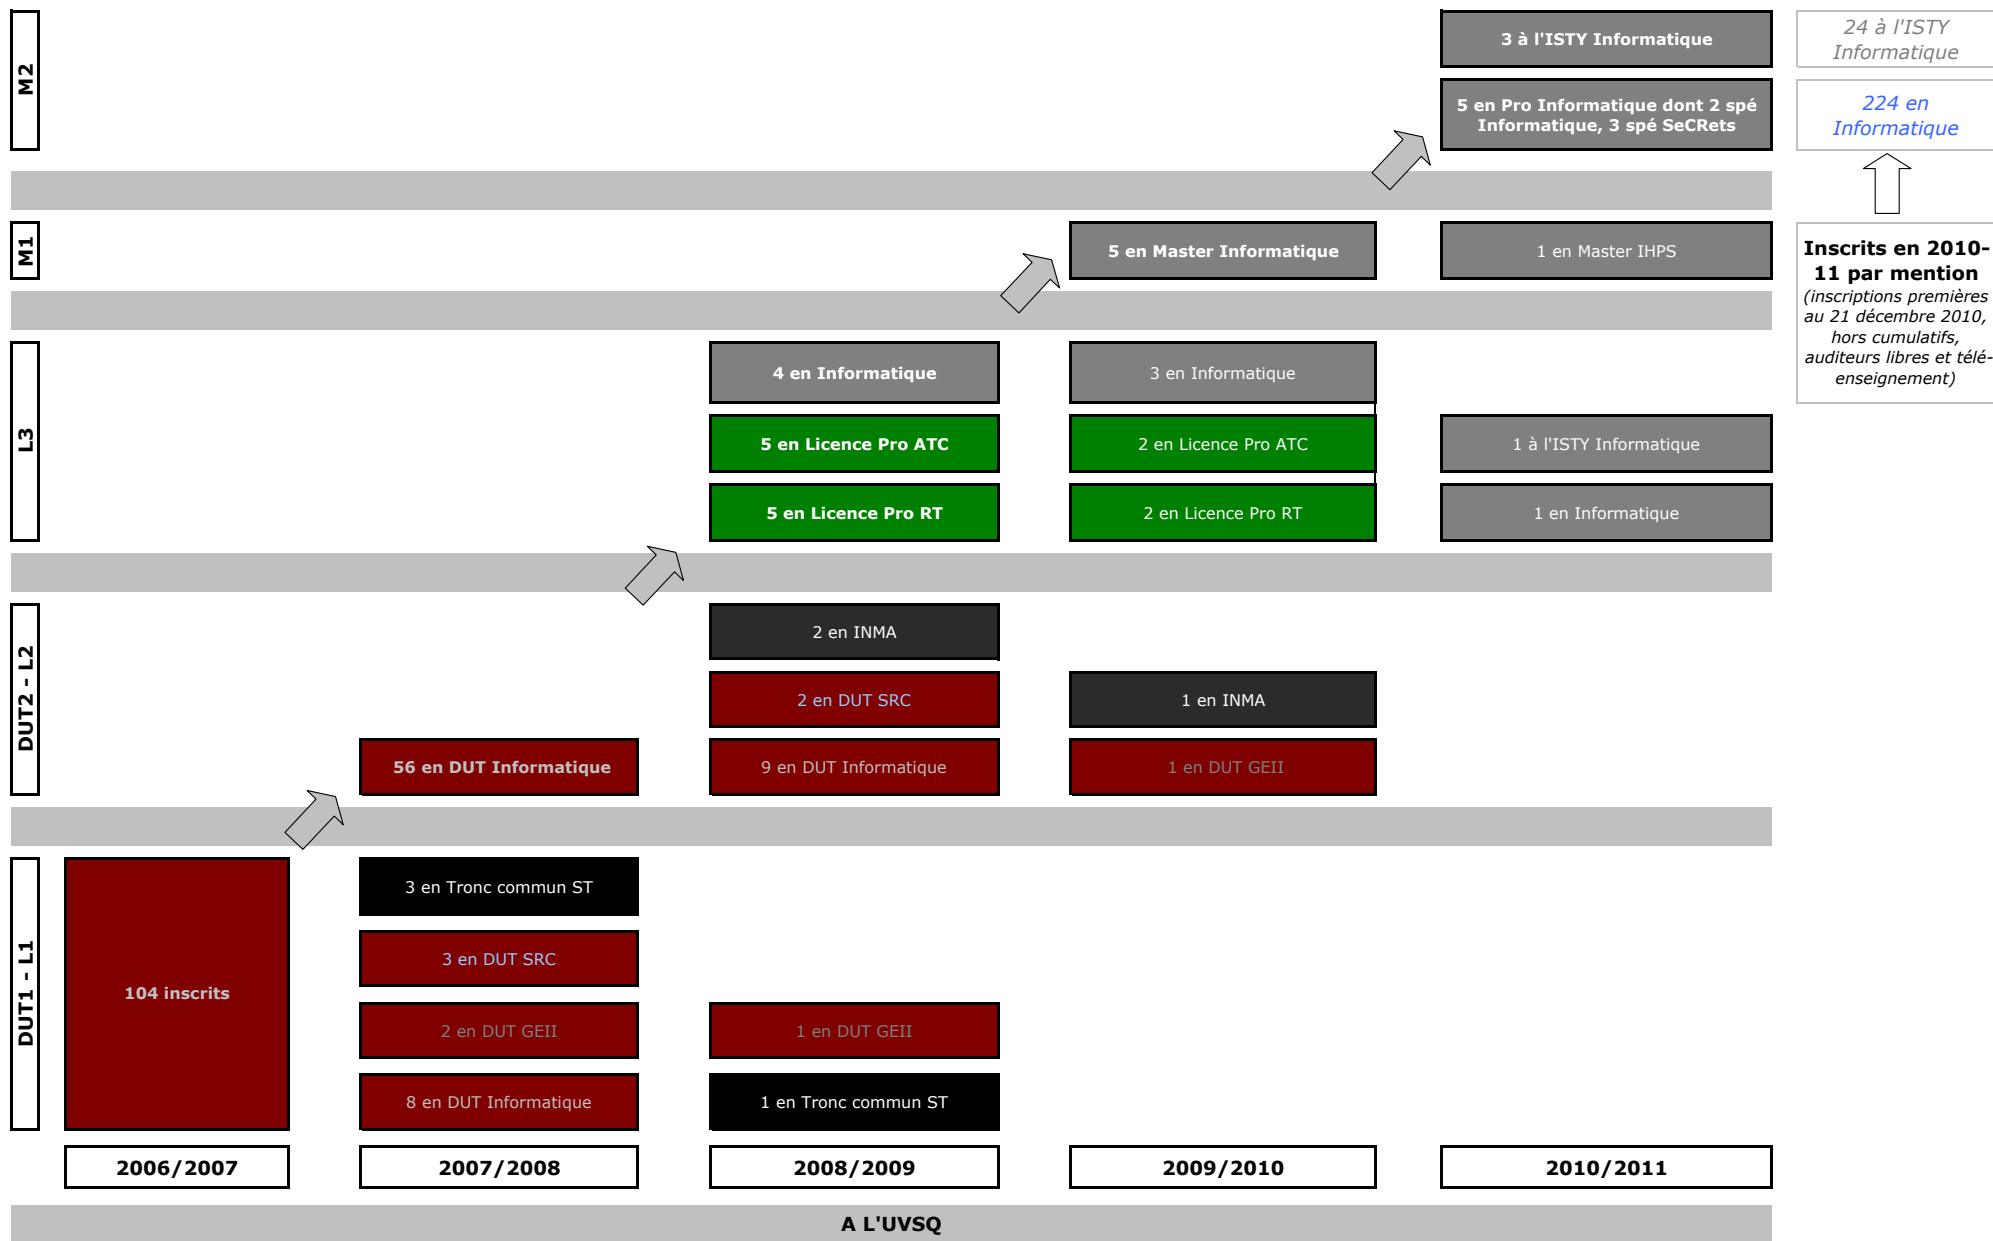 M2
3 à l'ISTY Informatique
24 à l'ISTY
Informatique
5 en Pro Informatique dont 2 spé
Informatique, 3 spé SeCRets
224 en
Informatique
M1
5 en Master Informatique
1 en Master IHPS
Inscrits en 2010-
11 par mention
(inscriptions premières
au 21 décembre 2010,
hors cumulatifs,
auditeurs libres et télé-
enseignement)
L3
4 en Informatique
3 en Informatique
5 en Licence Pro ATC
2 en Licence Pro ATC
1 à l'ISTY Informatique
5 en Licence Pro RT
2 en Licence Pro RT
1 en Informatique
DUT2 - L2
2 en INMA
2 en DUT SRC
1 en INMA
56 en DUT Informatique
9 en DUT Informatique
1 en DUT GEII
DUT1 - L1
104 inscrits
3 en Tronc commun ST
3 en DUT SRC
2 en DUT GEII
1 en DUT GEII
8 en DUT Informatique
1 en Tronc commun ST
2006/2007
2007/2008
2008/2009
2009/2010
2010/2011
A L'UVSQ